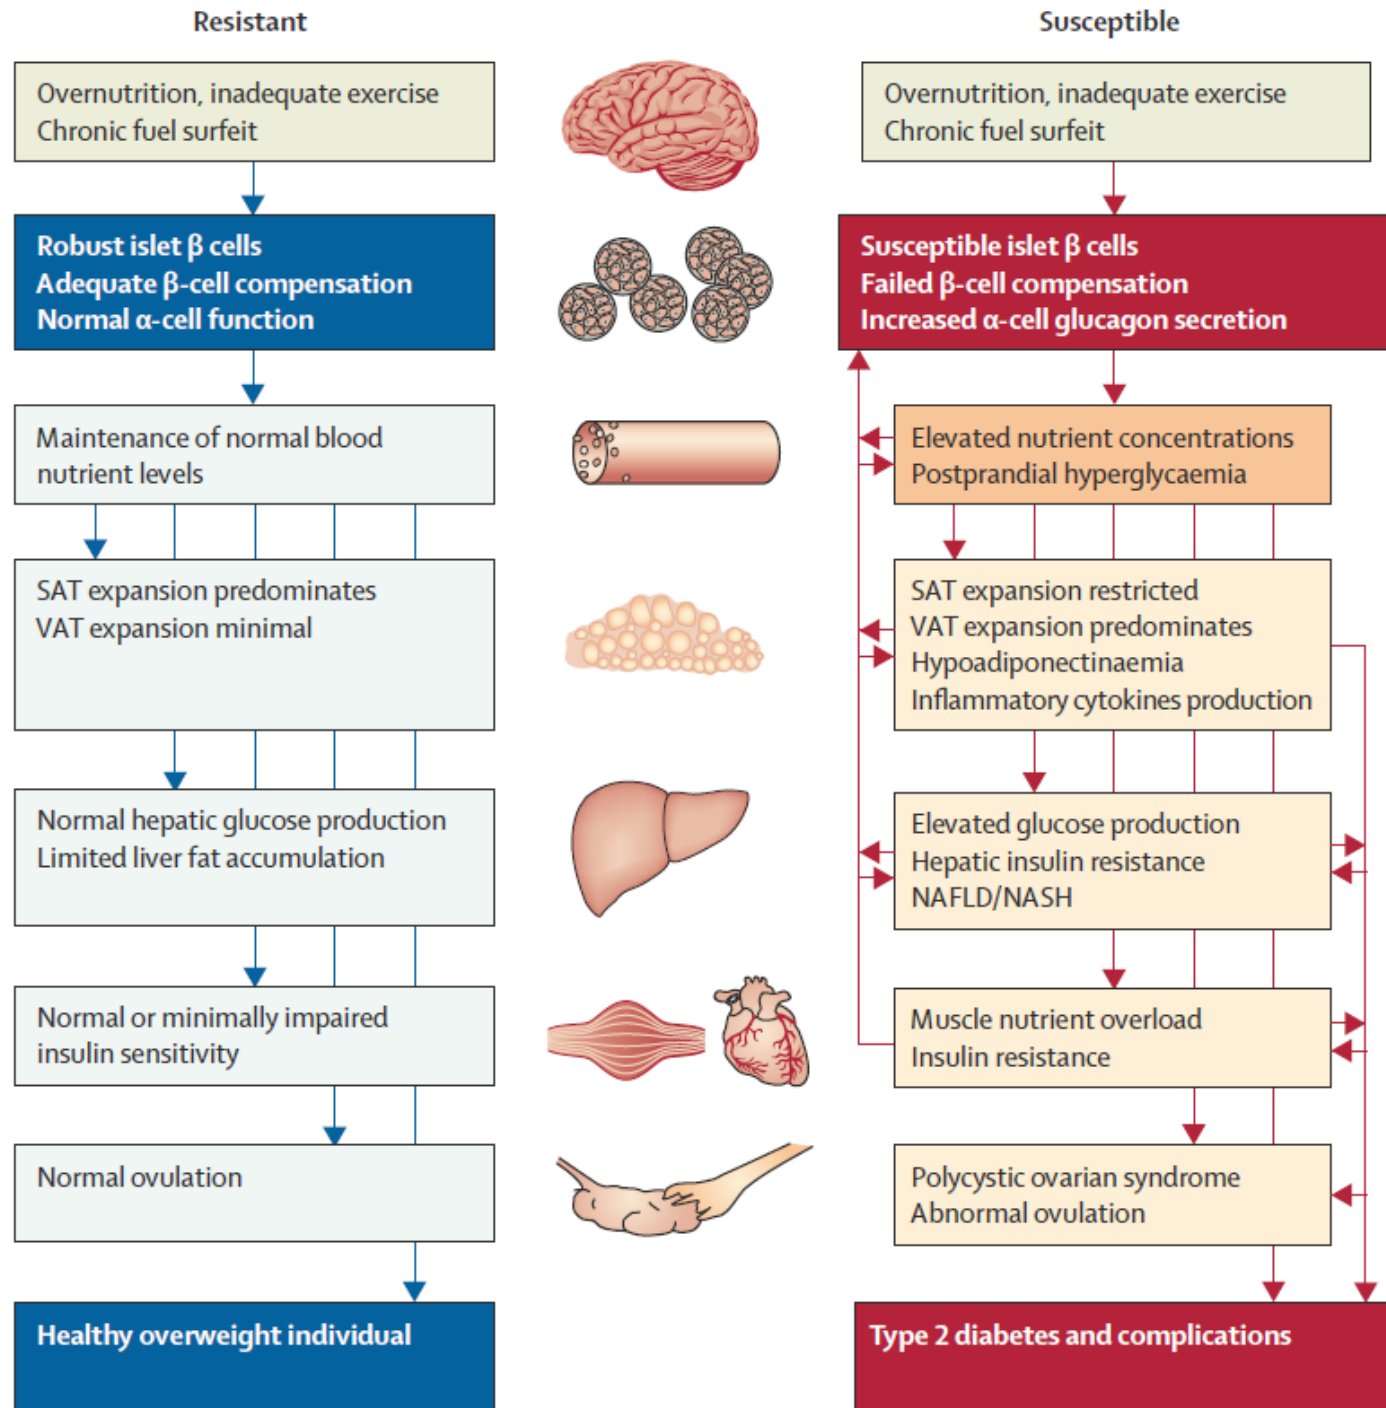 Resistant
Susceptible
Overnutrition, inadequate exercise
Chronic fuel surfeit
Overnutrition, inadequate exercise
Chronic fuel surfeit
Robust islet β cells
Adequate β-cell compensation
Normal α-cell function
Susceptible islet β cells
Failed β-cell compensation
Increased α-cell glucagon secretion
Maintenance of normal blood
nutrient levels
Elevated nutrient concentrations
Postprandial hyperglycaemia
SAT expansion predominates
VAT expansion minimal
SAT expansion restricted
VAT expansion predominates
Hypoadiponectinaemia
Inflammatory cytokines production
Normal hepatic glucose production
Limited liver fat accumulation
Elevated glucose production
Hepatic insulin resistance
NAFLD/NASH
Normal or minimally impaired
insulin sensitivity
Muscle nutrient overload
Insulin resistance
Normal ovulation
Polycystic ovarian syndrome
Abnormal ovulation
Healthy overweight individual
Type 2 diabetes and complications